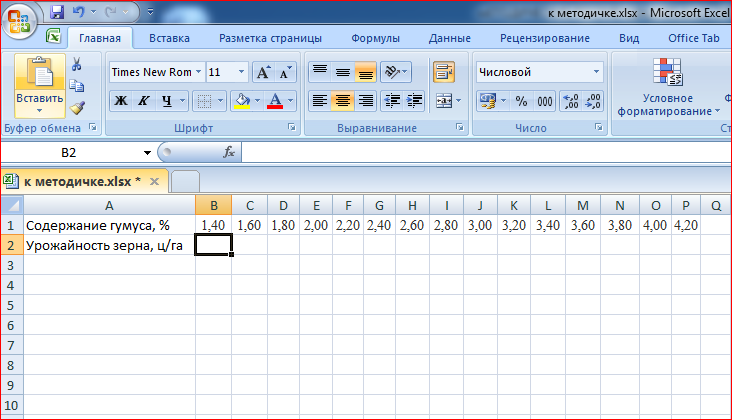 к методичке.xlsx - Microsoft Excel
Главная Вставка Разметка страницы Формулы Данные Рецензирование Вид Office Tab
Вставить
Times New Rom 11
Ж К Ч
Числовой
% 000
Условное форматирование
Буфер обмена Шрифт Выравнивание Число
B2 fx
к методичке.xlsx *
A B C D E F G H I J K L M N O P Q
1 Содержание гумуса, % 1,40 1,60 1,80 2,00 2,20 2,40 2,60 2,80 3,00 3,20 3,40 3,60 3,80 4,00 4,20
2 Урожайность зерна, ц/га
3
4
5
6
7
8
9
10